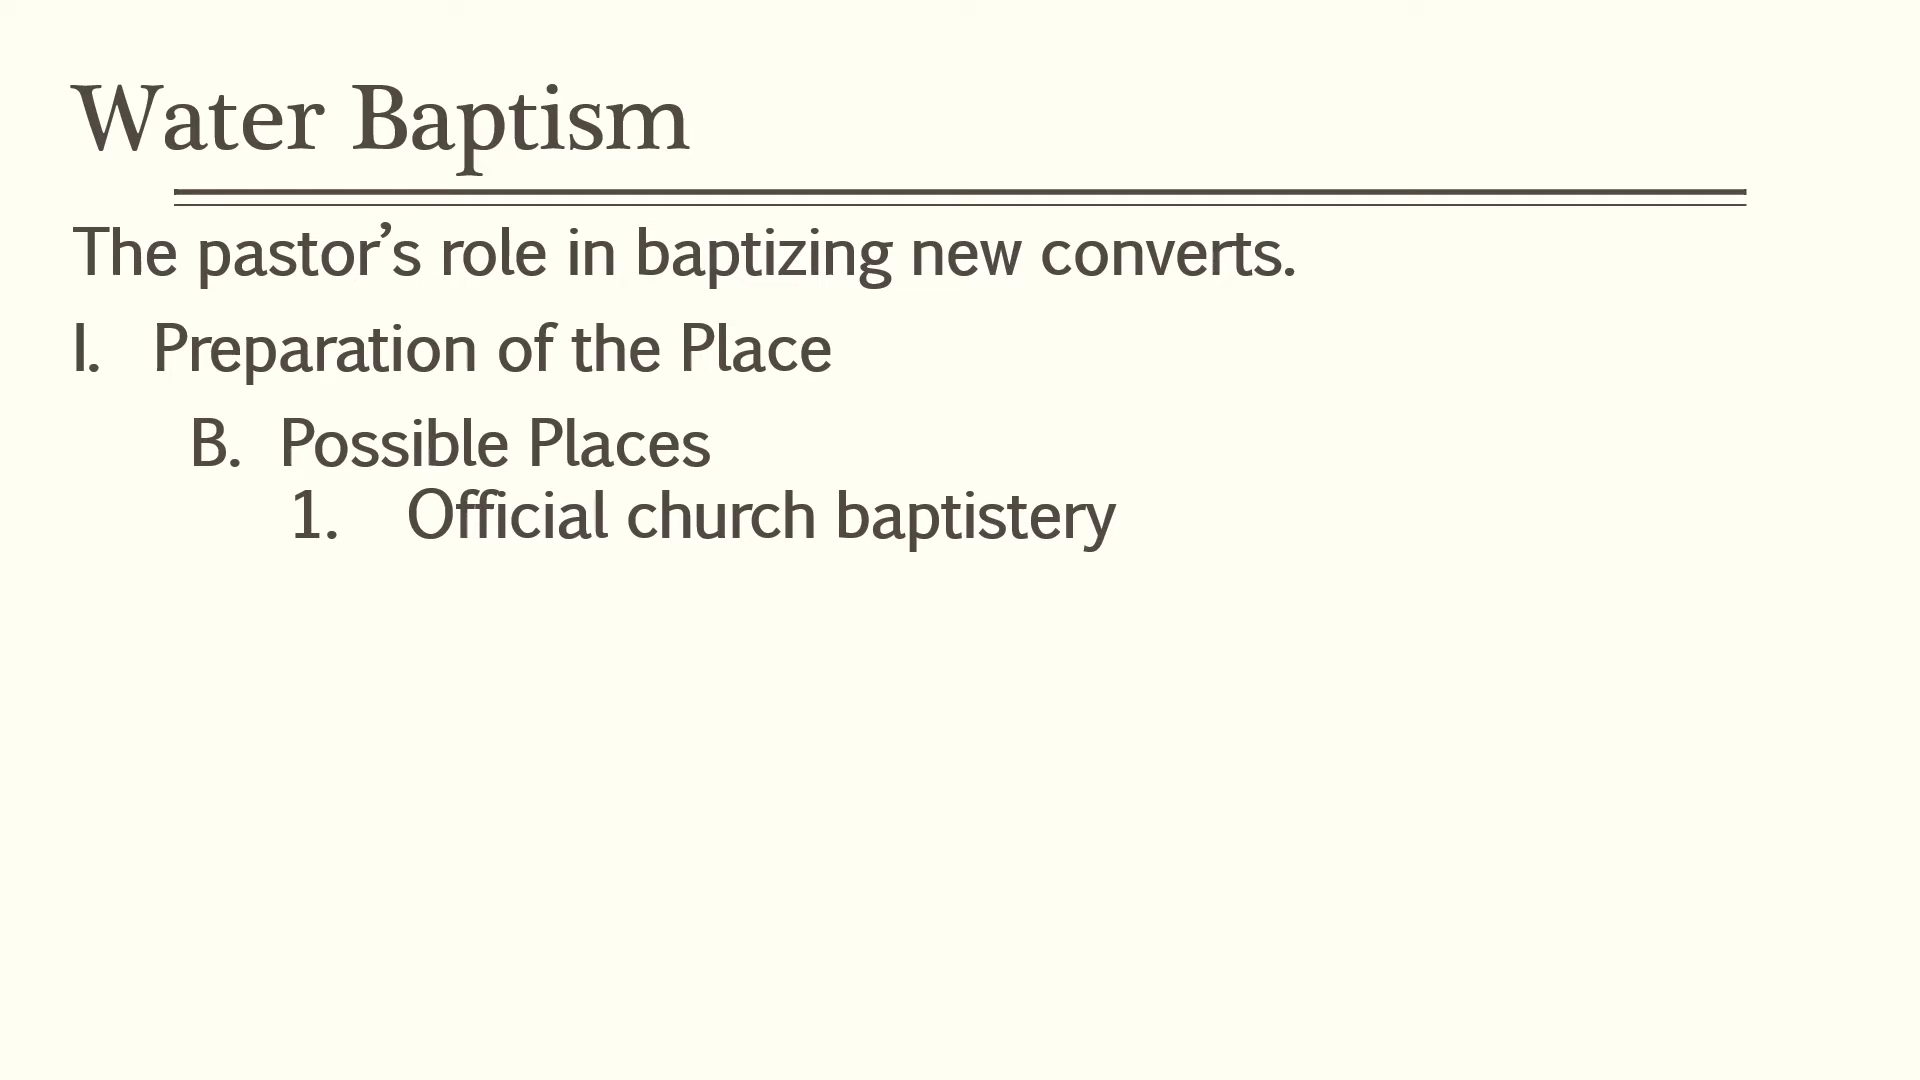 Water Baptism
The pastor’s role in baptizing new converts.
I. Preparation of the Place
B. Possible Places
1. Official church baptistery